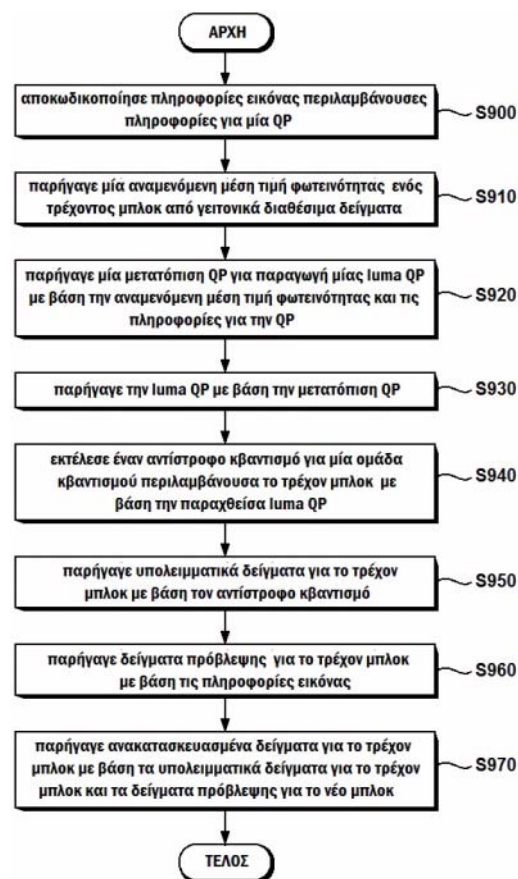 ΑΡΧΗ
αποκωδικοποίησε πληροφορίες εικόνας περιλαμβάνουσες
πληροφορίες για μία QP
S900
παρήγαγε μία αναμενόμενη μέση τιμή φωτεινότητας ενός
τρέχοντος μπλοκ από γειτονικά διαθέσιμα δείγματα
S910
παρήγαγε μία μετατόπιση QP για παραγωγή μίας luma QP
με βάση την αναμενόμενη μέση τιμή φωτεινότητας και τις
πληροφορίες για την QP
S920
παρήγαγε την luma QP με βάση την μετατόπιση QP
S930
εκτέλεσε έναν αντίστροφο κβαντισμό για μία ομάδα
κβαντισμού περιλαμβάνουσα το τρέχον μπλοκ με
βάση την παραχθείσα luma QP
S940
παρήγαγε υπολειμματικά δείγματα για το τρέχον
μπλοκ με βάση τον αντίστροφο κβαντισμό
S950
παρήγαγε δείγματα πρόβλεψης για το τρέχον μπλοκ
με βάση τις πληροφορίες εικόνας
S960
παρήγαγε ανακατασκευασμένα δείγματα για το τρέχον
μπλοκ με βάση τα υπολειμματικά δείγματα για το τρέχον
μπλοκ και τα δείγματα πρόβλεψης για το νέο μπλοκ
S970
ΤΕΛΟΣ